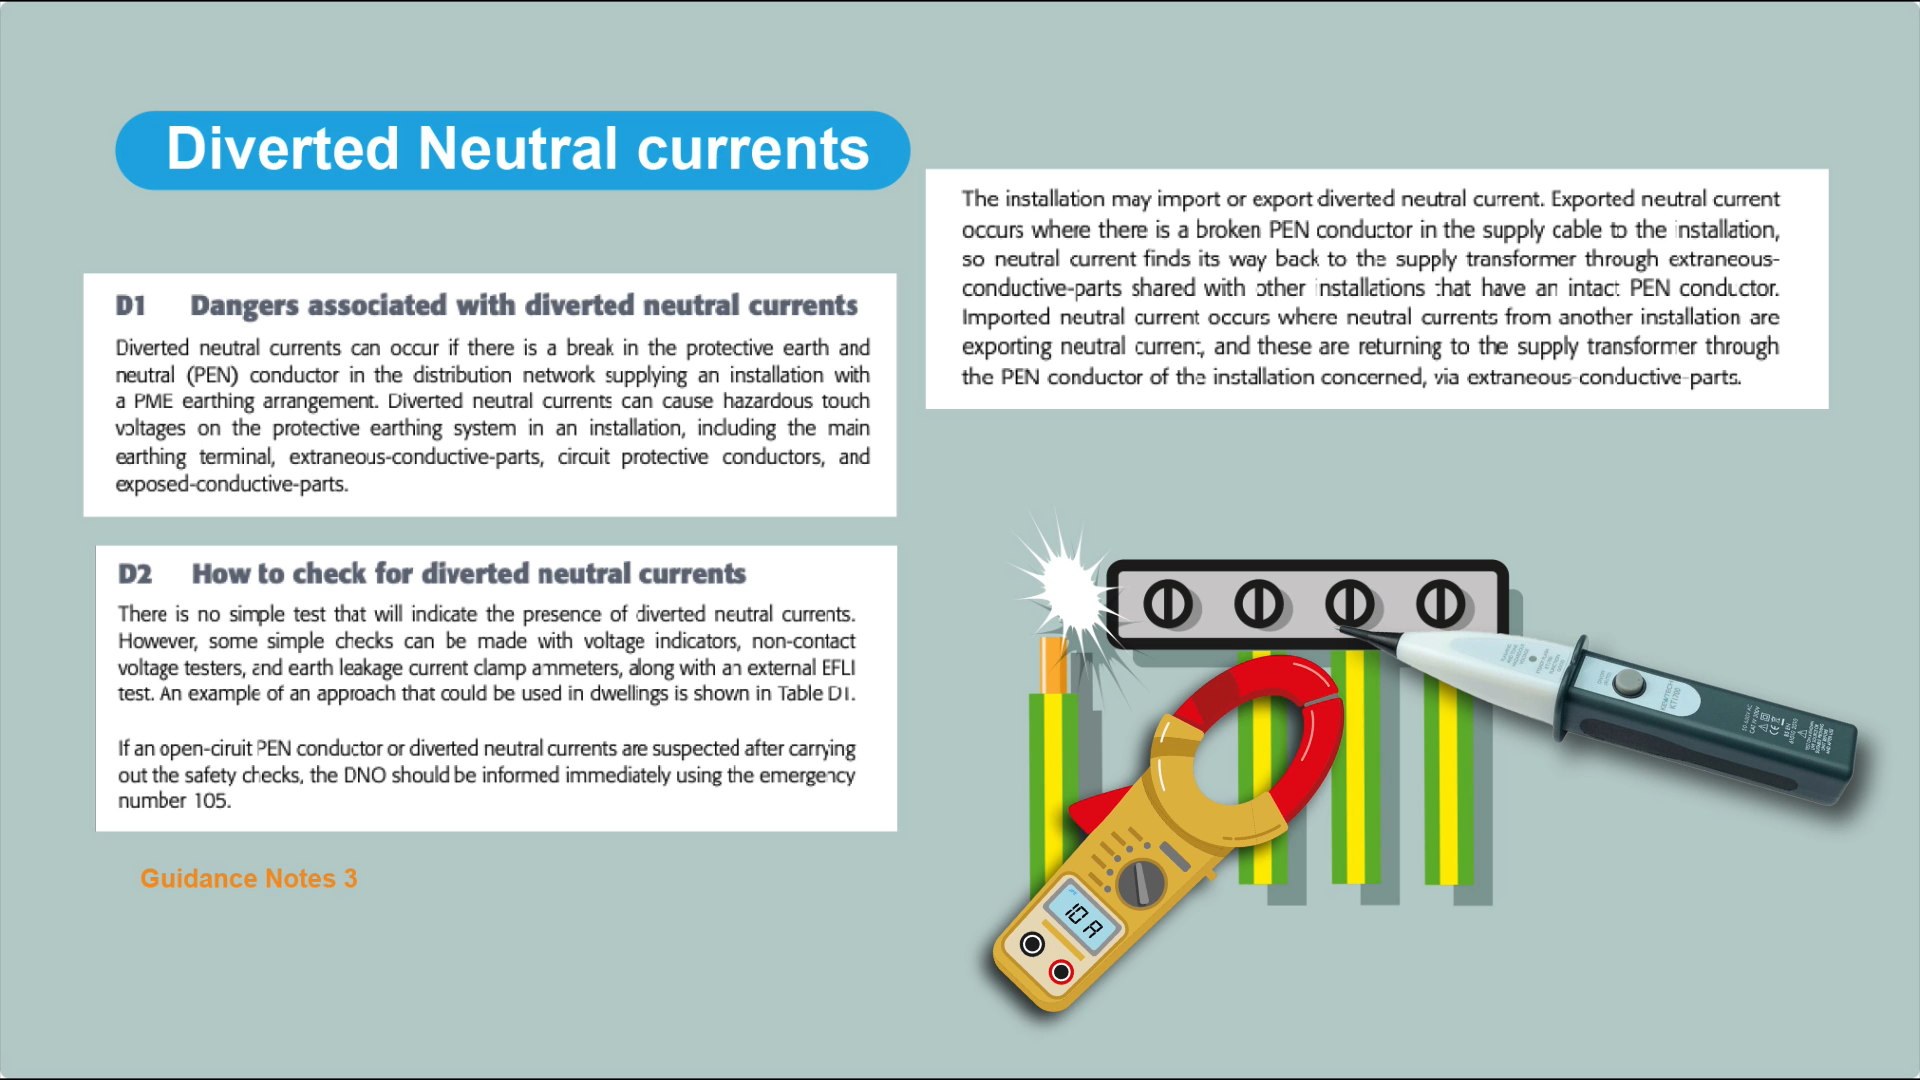 Diverted Neutral currents
D1 Dangers associated with diverted neutral currents
Diverted neutral currents can occur if there is a break in the protective earth and
neutral (PEN) conductor in the distribution network supplying an installation with
a PME earthing arrangement. Diverted neutral currents can cause hazardous touch
voltages on the protective earthing system in an installation, including the main
earthing terminal, extraneous-conductive-parts, circuit protective conductors, and
exposed-conductive-parts.
D2 How to check for diverted neutral currents
There is no simple test that will indicate the presence of diverted neutral currents.
However, some simple checks can be made with voltage indicators, non-contact
voltage testers, and earth leakage current clamp ammeters, along with an external EFLI
test. An example of an approach that could be used in dwellings is shown in Table D1.
If an open-ciruit PEN conductor or diverted neutral currents are suspected after carrying
out the safety checks, the DNO should be informed immediately using the emergency
number 105.
Guidance Notes 3
The installation may import or export diverted neutral current. Exported neutral current
occurs where there is a broken PEN conductor in the supply cable to the installation,
so neutral current finds its way back to the supply transformer through extraneous-
conductive-parts shared with other installations that have an intact PEN conductor.
Imported neutral current occurs where neutral currents from another installation are
exporting neutral current, and these are returning to the supply transformer through
the PEN conductor of the installation concerned, via extraneous-conductive-parts.
10 A
KEWTECH
KT1700